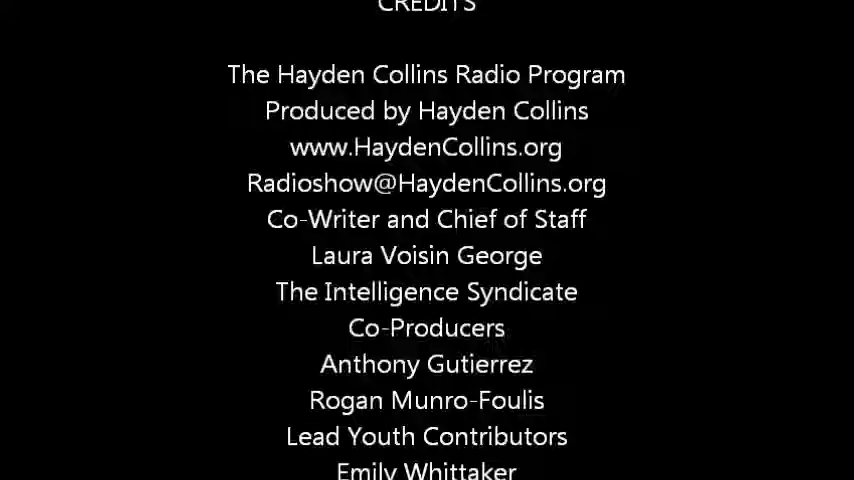 CREDITS
The Hayden Collins Radio Program
Produced by Hayden Collins
www.HaydenCollins.org
Radioshow@HaydenCollins.org
Co-Writer and Chief of Staff
Laura Voisin George
The Intelligence Syndicate
Co-Producers
Anthony Gutierrez
Rogan Munro-Foulis
Lead Youth Contributors
Emily Whittaker